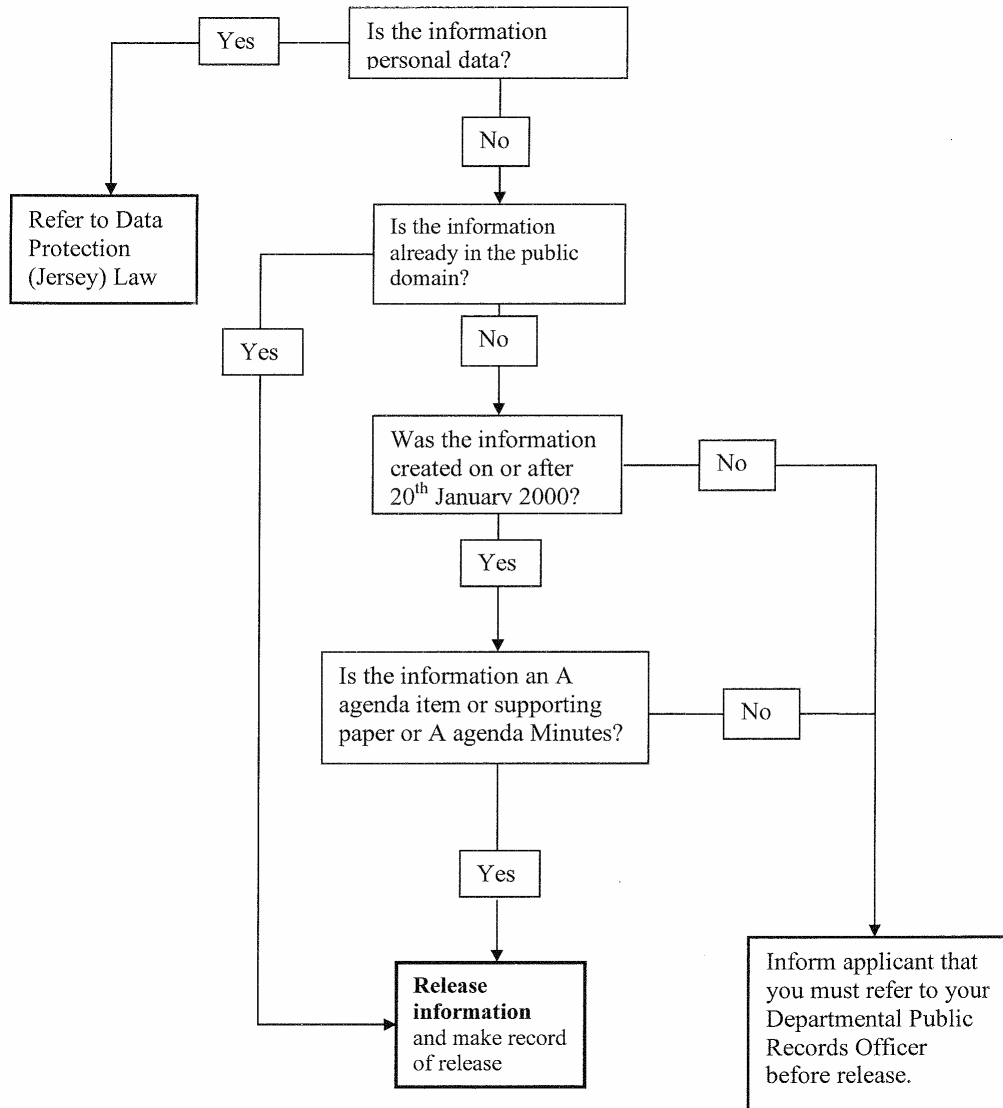 Is the information
personal data?
Yes
No
Refer to Data
Protection
(Jersey) Law
Is the information
already in the public
domain?
Yes
No
Was the information
created on or after
20th January 2000?
No
Yes
Is the information an A
agenda item or supporting
paper or A agenda Minutes?
No
Yes
Release
information
and make record
of release
Inform applicant that
you must refer to your
Departmental Public
Records Officer
before release.